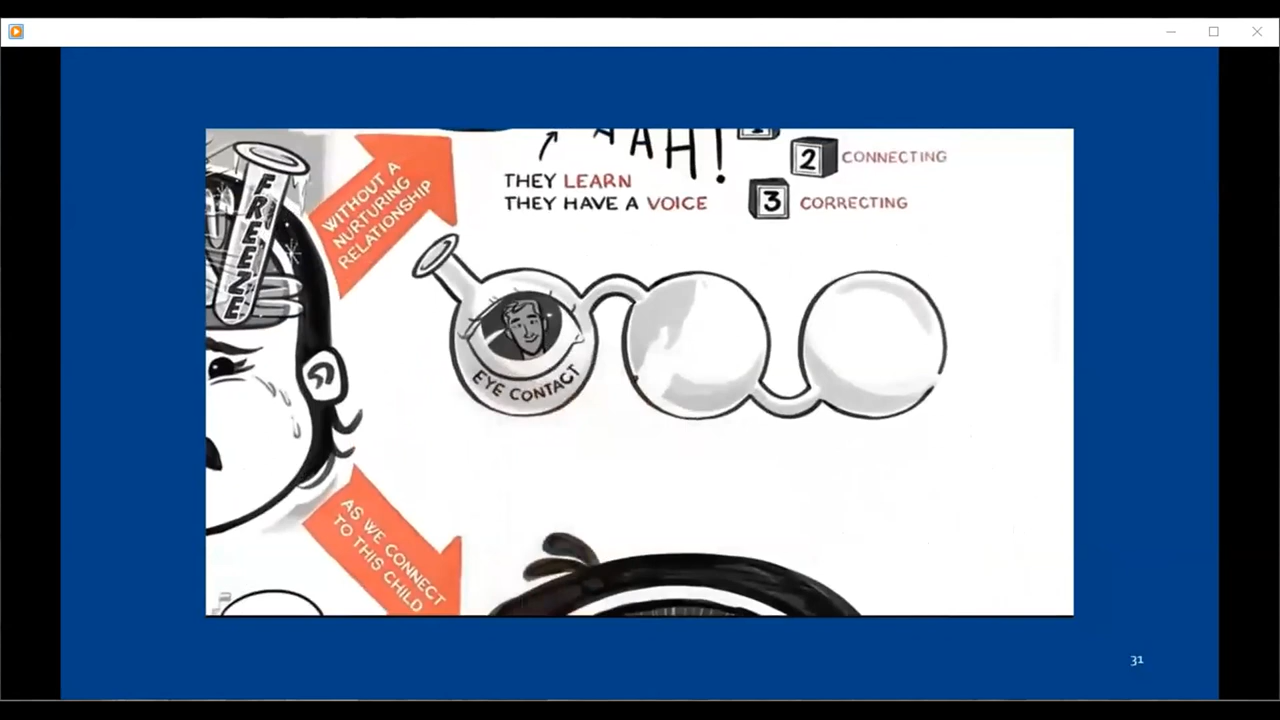 FREEZE
WITHOUT A
NURTURING
RELATIONSHIP
AAH!
THEY LEARN
THEY HAVE A VOICE
2 CONNECTING
3 CORRECTING
EYE CONTACT
AS WE CONNECT
TO THIS CHILD
31